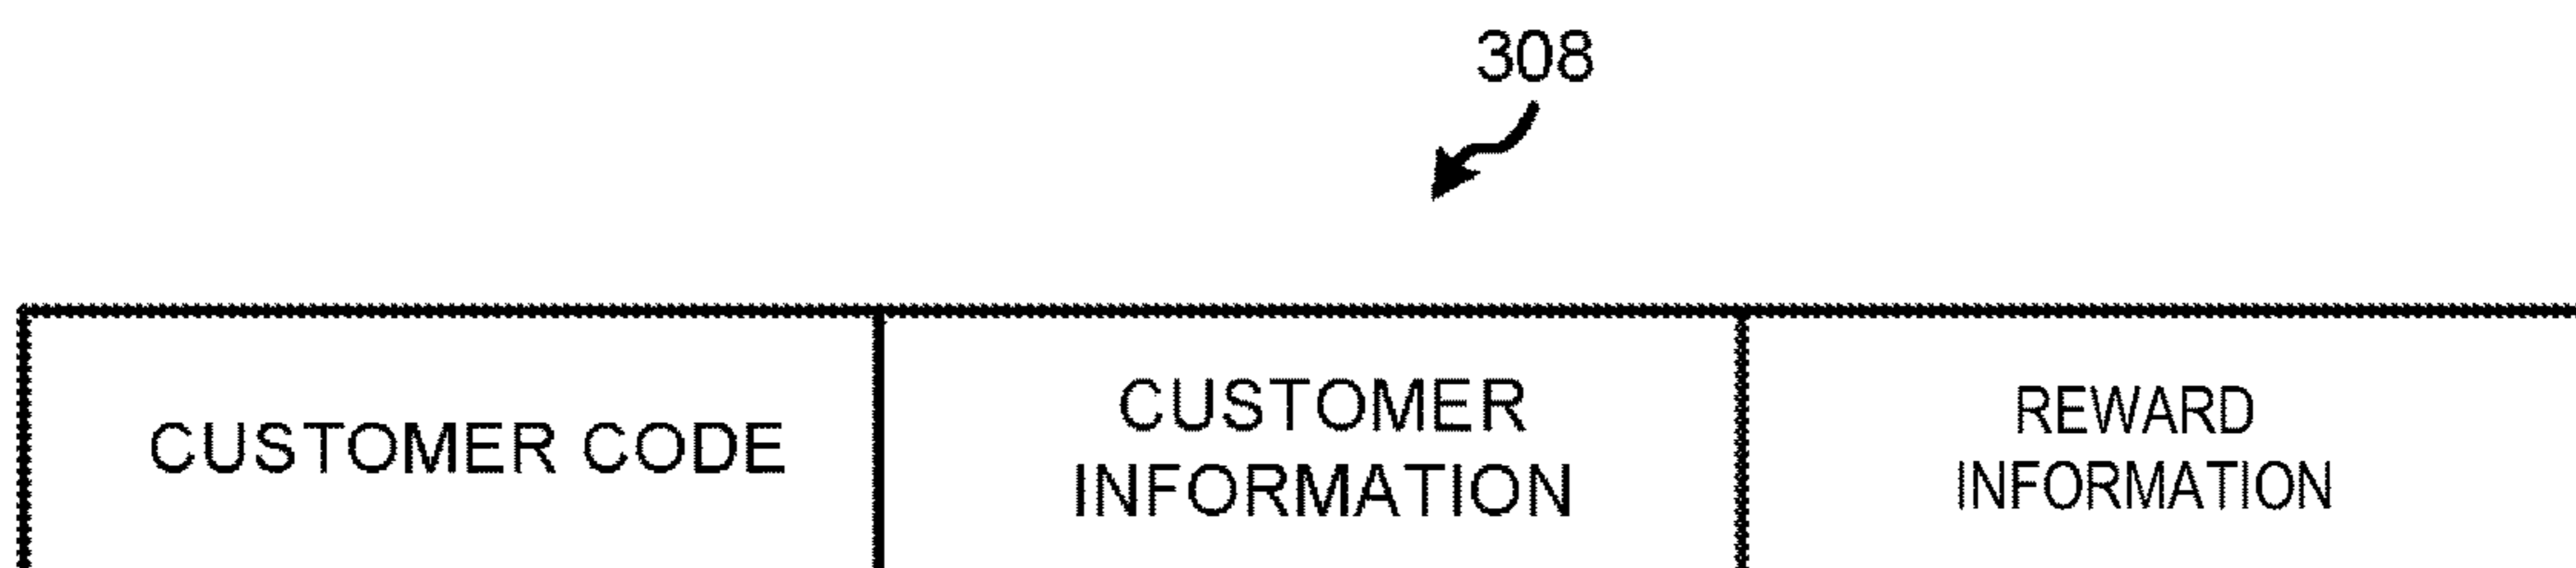 308
CUSTOMER CODE
CUSTOMER
INFORMATION
REWARD
INFORMATION